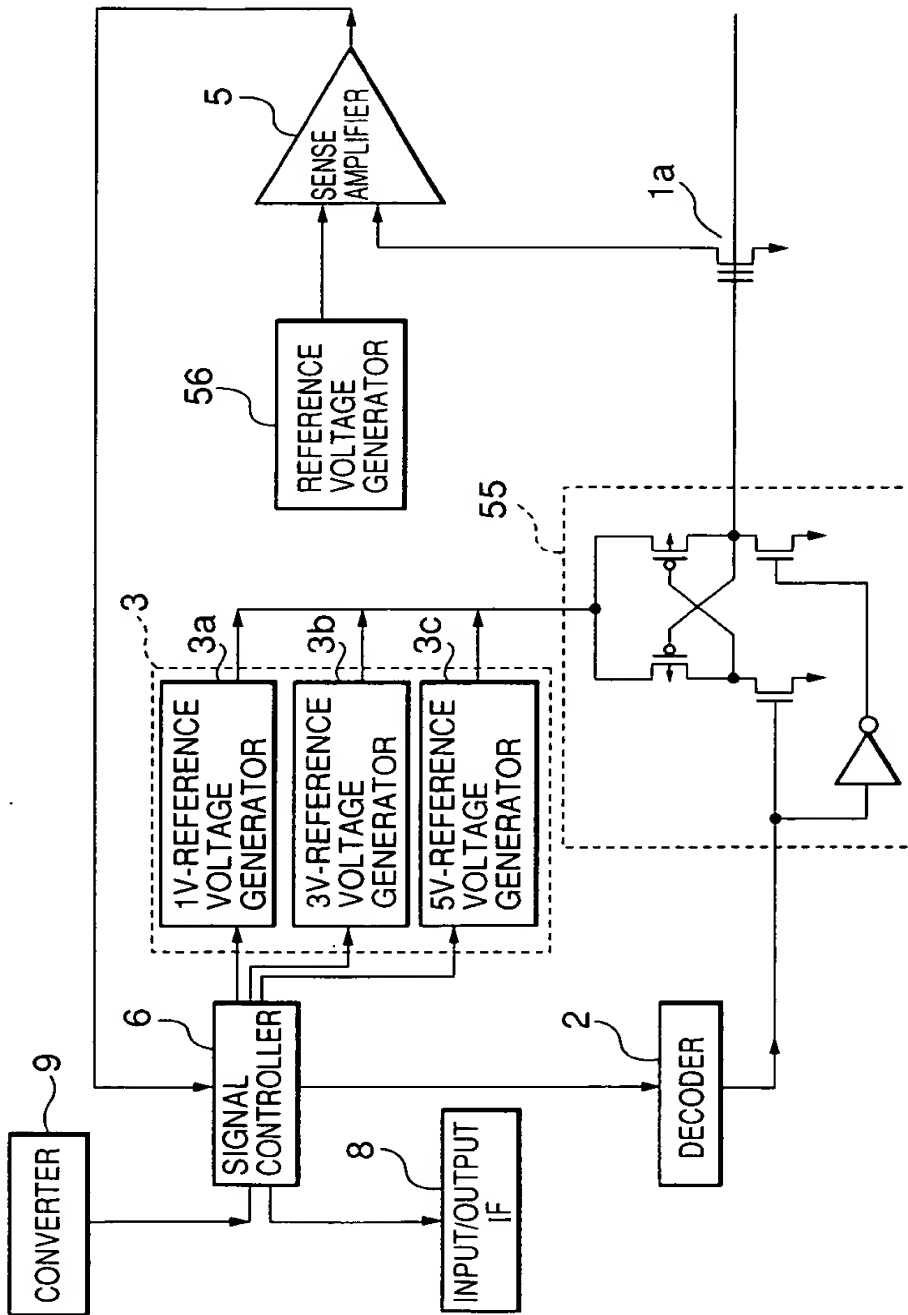 CONVERTER
9
SIGNAL
CONTROLLER
6
INPUT/OUTPUT
IF
8
DECODER
2
3
1V-REFERENCE
VOLTAGE
GENERATOR
3a
3V-REFERENCE
VOLTAGE
GENERATOR
3b
5V-REFERENCE
VOLTAGE
GENERATOR
3c
55
REFERENCE
VOLTAGE
GENERATOR
56
SENSE
AMPLIFIER
5
1a